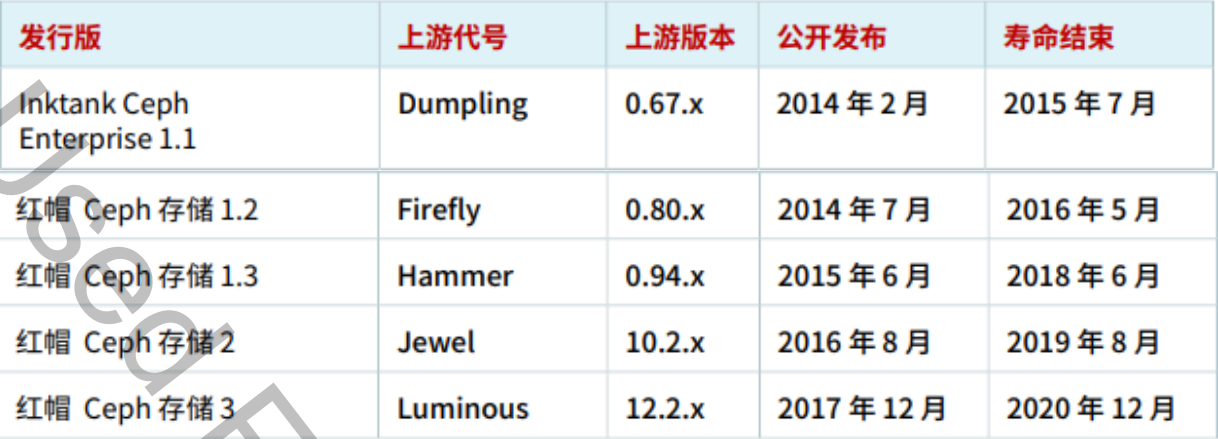 发行版 上游代号 上游版本 公开发布 寿命结束
Inktank Ceph Enterprise 1.1 Dumpling 0.67.x 2014 年 2 月 2015 年 7 月
红帽 Ceph 存储 1.2 Firefly 0.80.x 2014 年 7 月 2016 年 5 月
红帽 Ceph 存储 1.3 Hammer 0.94.x 2015 年 6 月 2018 年 6 月
红帽 Ceph 存储 2 Jewel 10.2.x 2016 年 8 月 2019 年 8 月
红帽 Ceph 存储 3 Luminous 12.2.x 2017 年 12 月 2020 年 12 月
Used